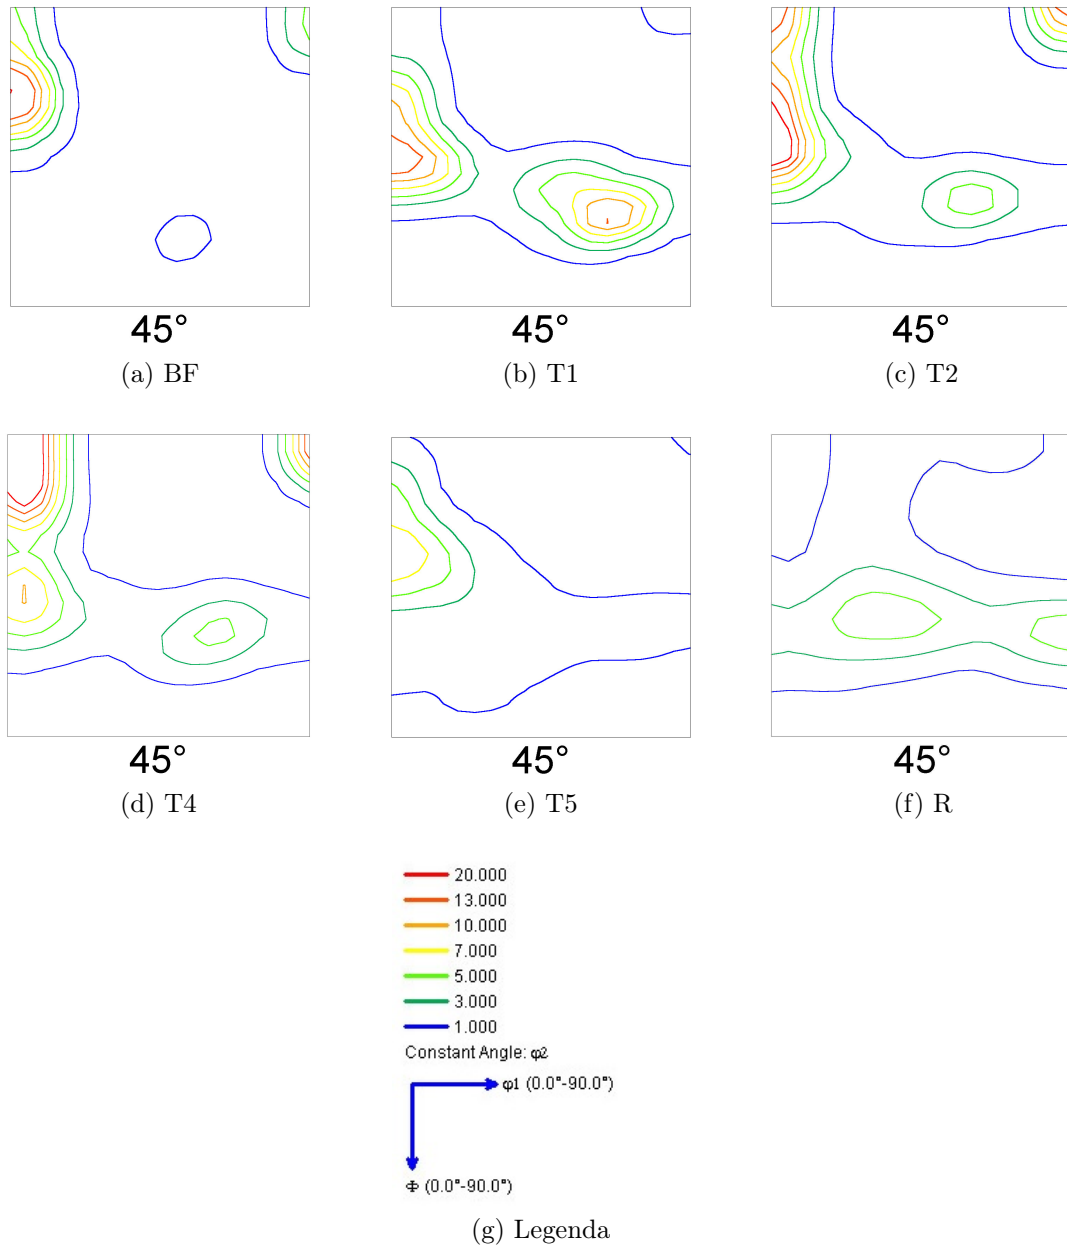 45°
45°
45°
(a) BF
(b) T1
(c) T2
45°
45°
45°
(d) T4
(e) T5
(f) R
20.000
13.000
10.000
7.000
5.000
3.000
1.000
Constant Angle: φ2
φ1 (0.0°-90.0°)
Φ (0.0°-90.0°)
(g) Legenda